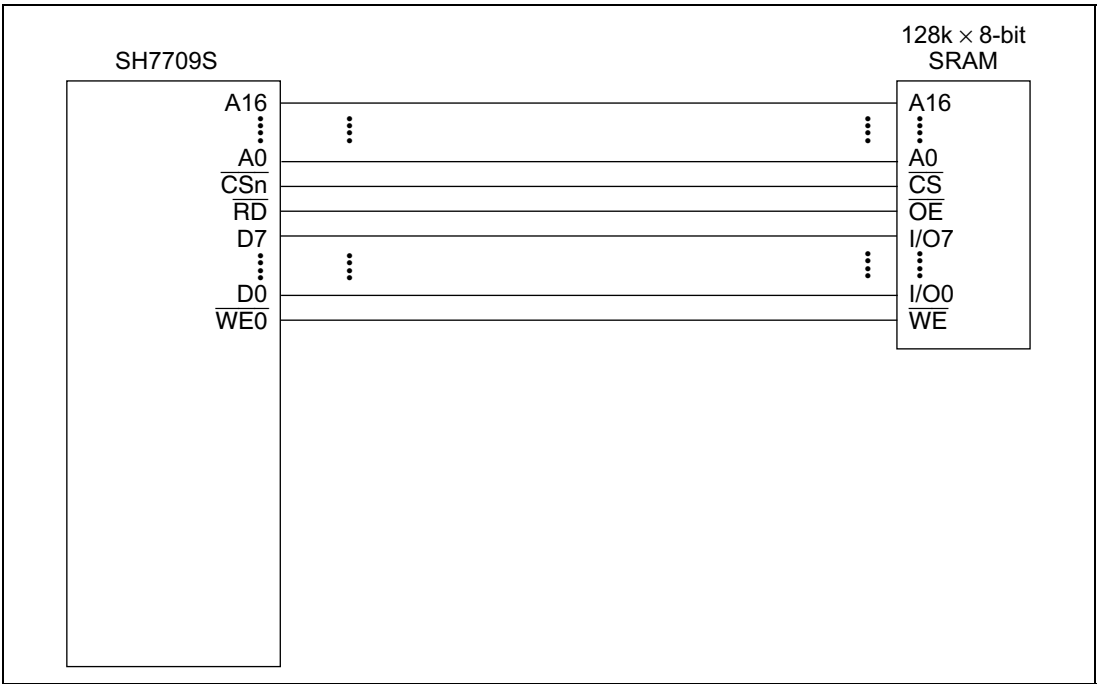 128k × 8-bit
SRAM
SH7709S
A16
A0
CSn
RD
D7
D0
WE0
A16
A0
CS
OE
I/O7
I/O0
WE